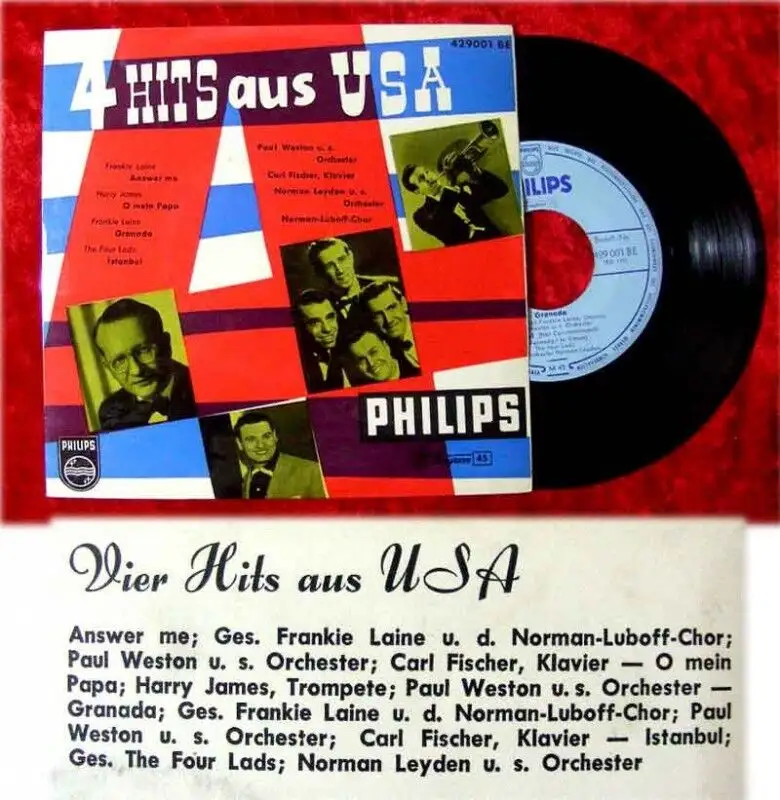 429001 BE
4 HITS aus USA
Frankie Laine
Answer me
Harry James
O mein Papa
Frankie Laine
Granada
The Four Lads
Istanbul
Paul Weston u. s.
Orchester
Carl Fischer, Klavier
Norman Leyden u. s.
Orchester
Norman-Luboff-Chor
PHILIPS
PHILIPS
45
PHILIPS
429 001 BE
Granada
Vier Hits aus USA
Answer me; Ges. Frankie Laine u. d. Norman-Luboff-Chor;
Paul Weston u. s. Orchester; Carl Fischer, Klavier — O mein
Papa; Harry James, Trompete; Paul Weston u. s. Orchester —
Granada; Ges. Frankie Laine u. d. Norman-Luboff-Chor; Paul
Weston u. s. Orchester; Carl Fischer, Klavier — Istanbul;
Ges. The Four Lads; Norman Leyden u. s. Orchester